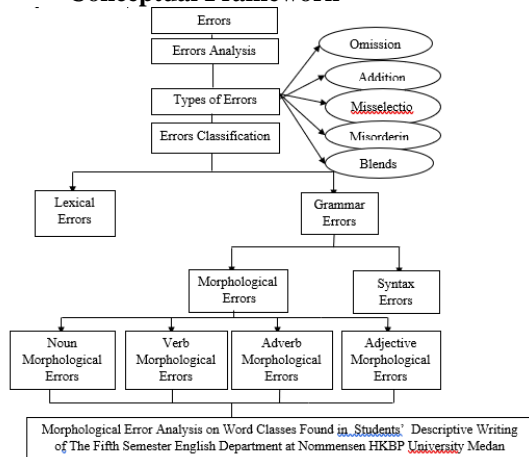 Conceptual Framework
Errors
Errors Analysis
Types of Errors
Errors Classification
Omission
Addition
Misselectio
Misorderin
Blends
Lexical
Errors
Grammar
Errors
Morphological
Errors
Syntax
Errors
Noun
Morphological
Errors
Verb
Morphological
Errors
Adverb
Morphological
Errors
Adjective
Morphological
Errors
Morphological Error Analysis on Word Classes Found in Students' Descriptive Writing
of The Fifth Semester English Department at Nommensen HKBP University Medan